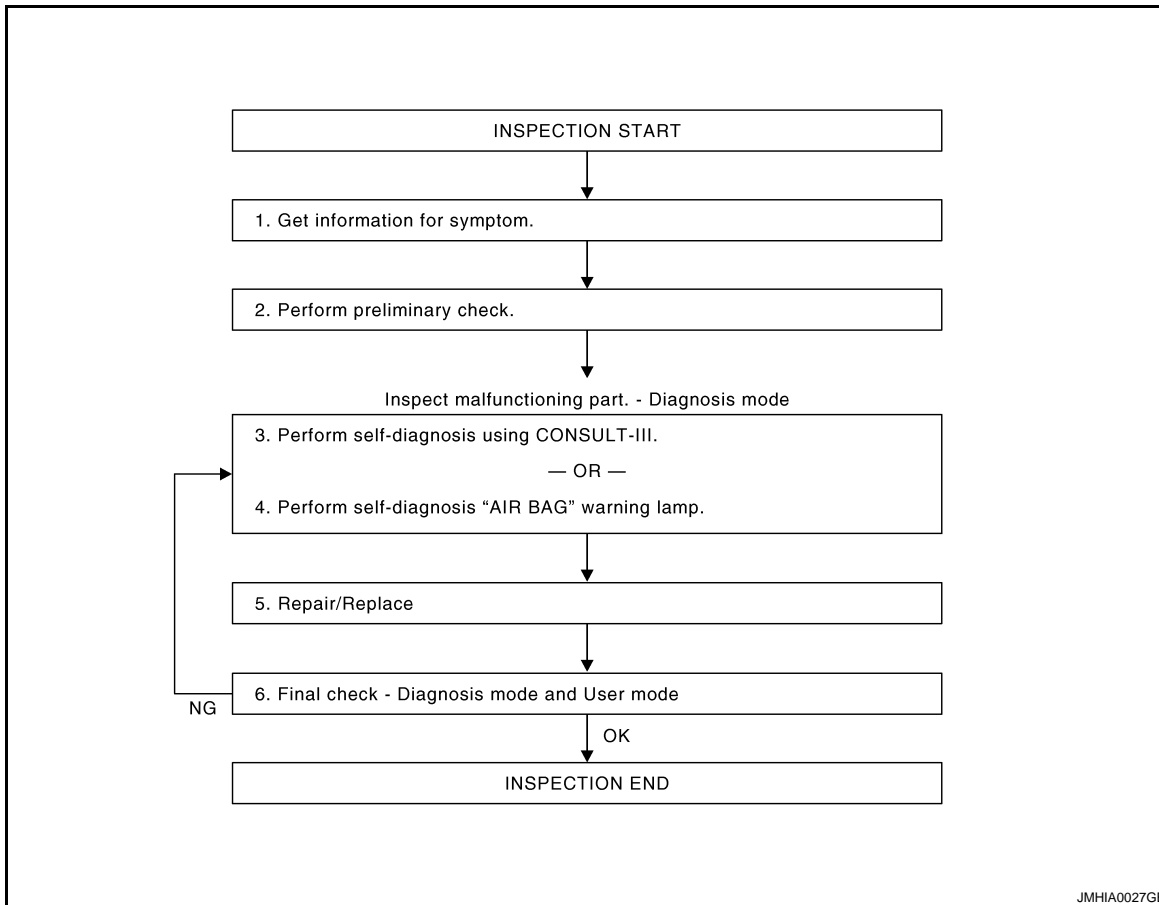 INSPECTION START
1. Get information for symptom.
2. Perform preliminary check.
Inspect malfunctioning part. - Diagnosis mode
3. Perform self-diagnosis using CONSULT-III.
— OR —
4. Perform self-diagnosis “AIR BAG” warning lamp.
5. Repair/Replace
6. Final check - Diagnosis mode and User mode
NG
OK
INSPECTION END